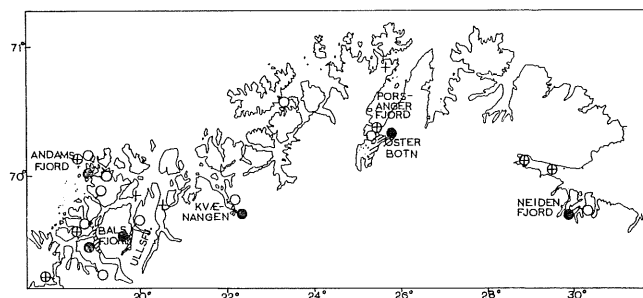 71°
PORS-
ANGER
FJORD
ANDAMS
FJORD
ÖSTER
BOTN
70°
KVÆ-
NANGEN
NEIDEN
FJORD
BALS
FJORD
ULLSFJ.
22°
24°
26°
28°
30°